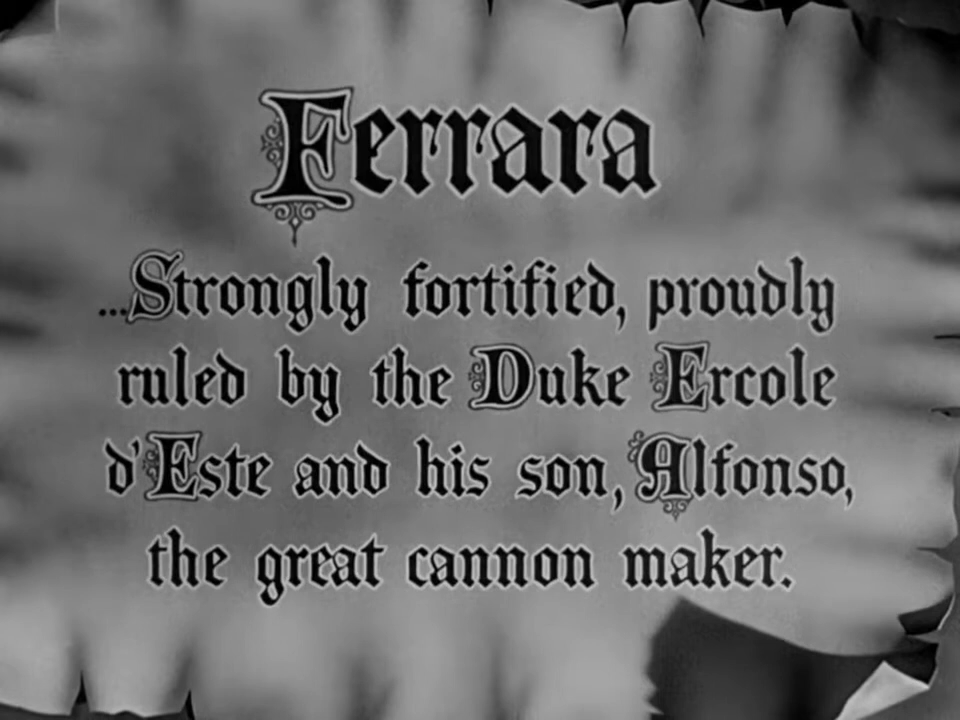 Ferrara
...Strongly fortified, proudly
ruled by the Duke Ercole
d'Este and his son, Alfonso,
the great cannon maker.